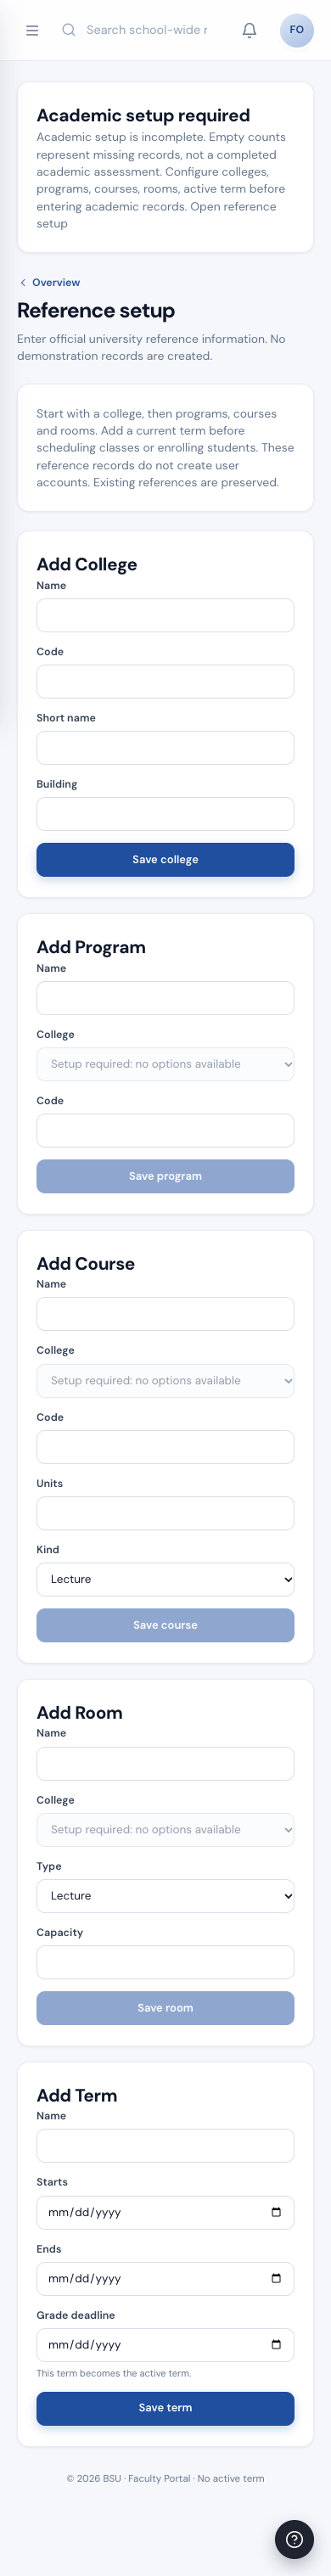 Search school-wide r
FO
Academic setup required
Academic setup is incomplete. Empty counts
represent missing records, not a completed
academic assessment. Configure colleges,
programs, courses, rooms, active term before
entering academic records. Open reference
setup
Overview
Reference setup
Enter official university reference information. No
demonstration records are created.
Start with a college, then programs, courses
and rooms. Add a current term before
scheduling classes or enrolling students. These
reference records do not create user
accounts. Existing references are preserved.
Add College
Name
Code
Short name
Building
Save college
Add Program
Name
College
Setup required: no options available
Code
Save program
Add Course
Name
College
Setup required: no options available
Code
Units
Kind
Lecture
Save course
Add Room
Name
College
Setup required: no options available
Type
Lecture
Capacity
Save room
Add Term
Name
Starts
mm/dd/yyyy
Ends
mm/dd/yyyy
Grade deadline
mm/dd/yyyy
This term becomes the active term.
Save term
© 2026 BSU · Faculty Portal · No active term